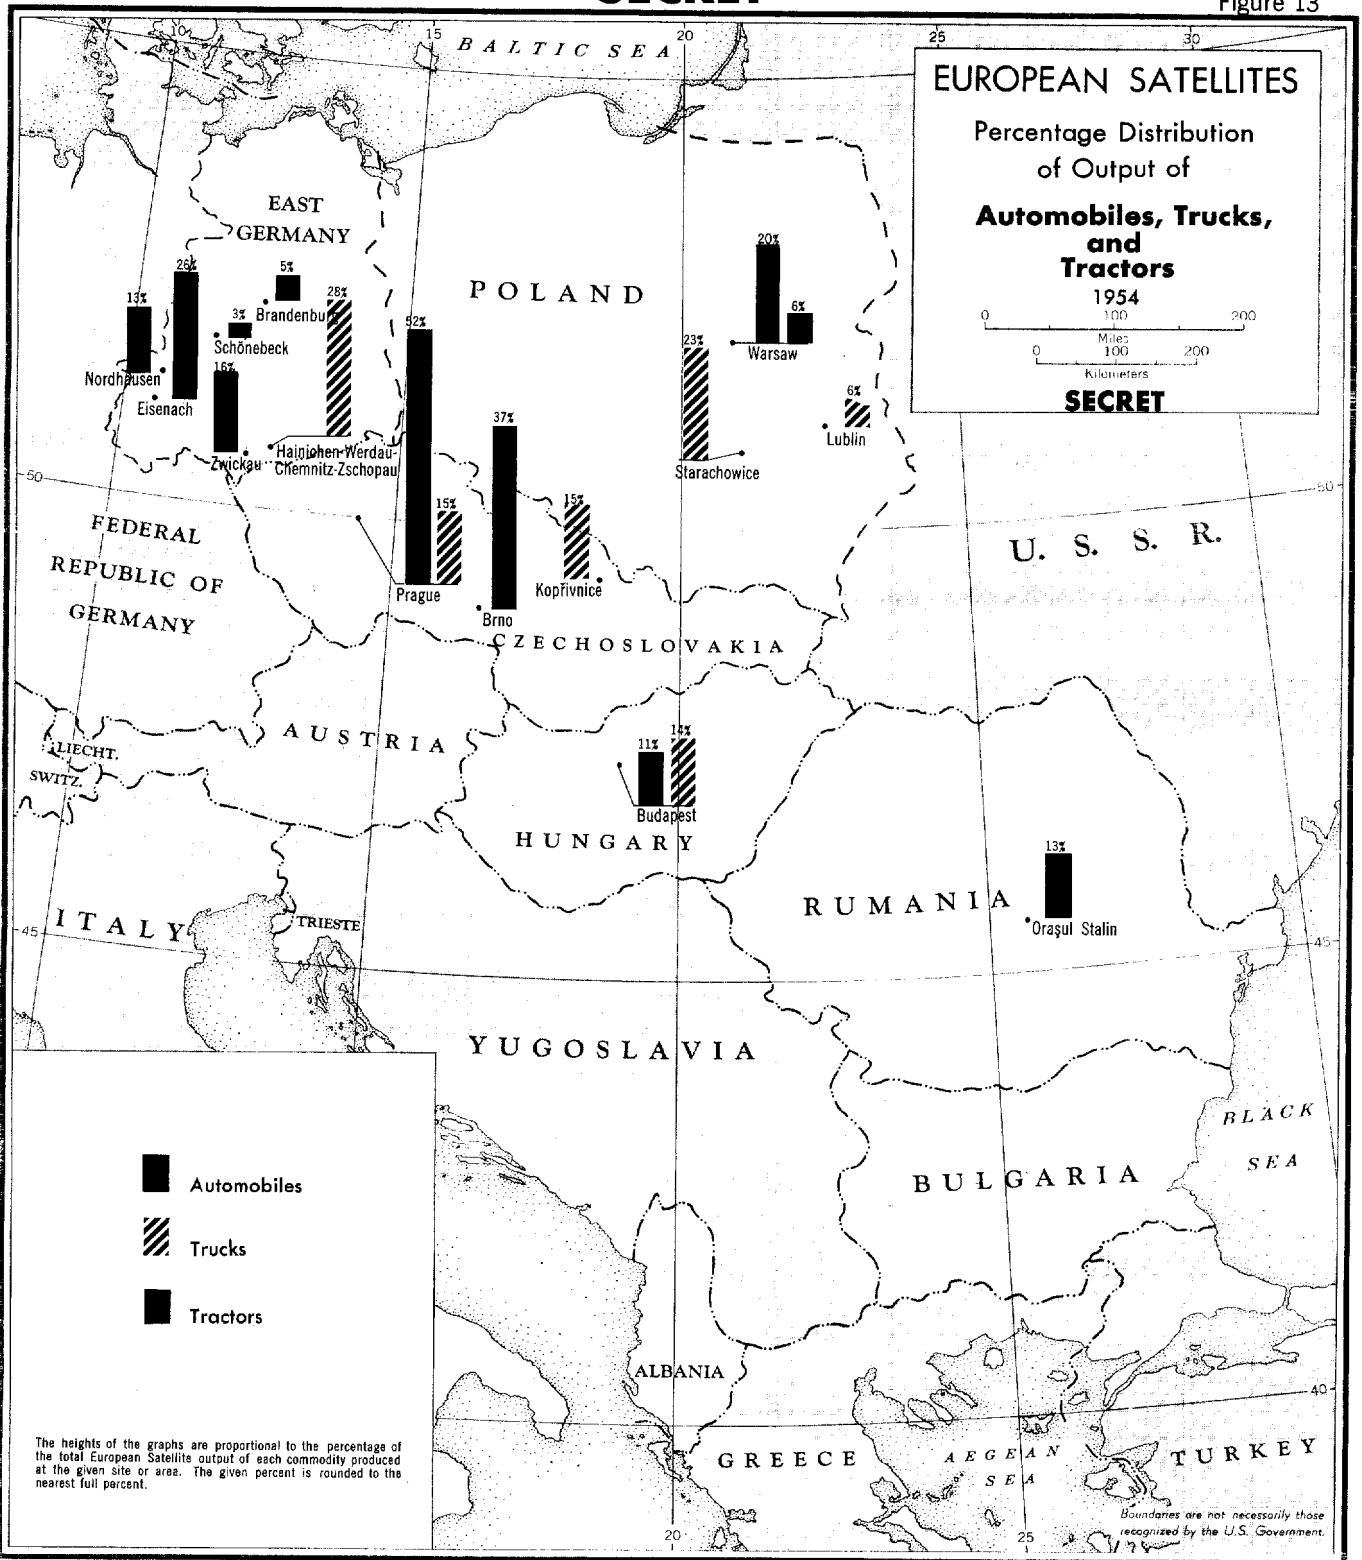 SECRET
Figure 13
10
15
20
25
30
BALTIC SEA
EUROPEAN SATELLITES
Percentage Distribution
of Output of
Automobiles, Trucks,
and
Tractors
1954
0 100 200
Miles
0 100 200
Kilometers
SECRET
EAST
GERMANY
POLAND
13%
Nordhausen
26%
Eisenach
3%
Schönebeck
5%
Brandenburg
16%
Zwickau
28%
Hainichen-Werdau-
Chemnitz-Zschopau
52%
15%
Prague
37%
Brno
15%
Kopřivnice
20%
6%
Warsaw
23%
Starachowice
6%
Lublin
50
50
FEDERAL
REPUBLIC OF
GERMANY
U. S. S. R.
CZECHOSLOVAKIA
AUSTRIA
LIECHT.
SWITZ.
11%
14%
Budapest
HUNGARY
13%
Oraşul Stalin
RUMANIA
ITALY
TRIESTE
45
45
YUGOSLAVIA
BLACK
SEA
BULGARIA
Automobiles
Trucks
Tractors
ALBANIA
40
GREECE
AEGEAN
SEA
TURKEY
The heights of the graphs are proportional to the percentage of
the total European Satellite output of each commodity produced
at the given site or area. The given percent is rounded to the
nearest full percent.
Boundaries are not necessarily those
recognized by the U.S. Government.
20
25